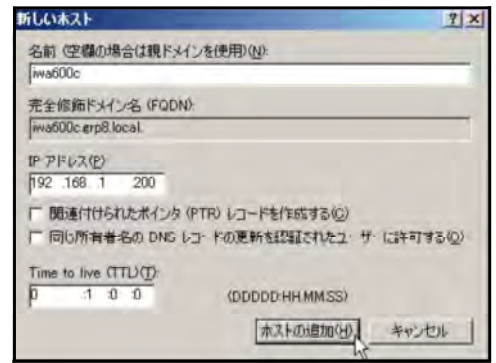 新しいホスト
名前 (空欄の場合は親ドメインを使用)(N):
iwa600c
完全修飾ドメイン名 (FQDN):
iwa600c.grp8.local.
IP アドレス(P)
192 .168 .1 .200
関連付けられたポインタ (PTR) レコードを作成する(C)
同じ所有者名の DNS レコードの更新を認証されたユーザーに許可する(O)
Time to live (TTL)(T):
0 :1 :0 :0 (DDDDD:HH.MM.SS)
ホストの追加(H) キャンセル